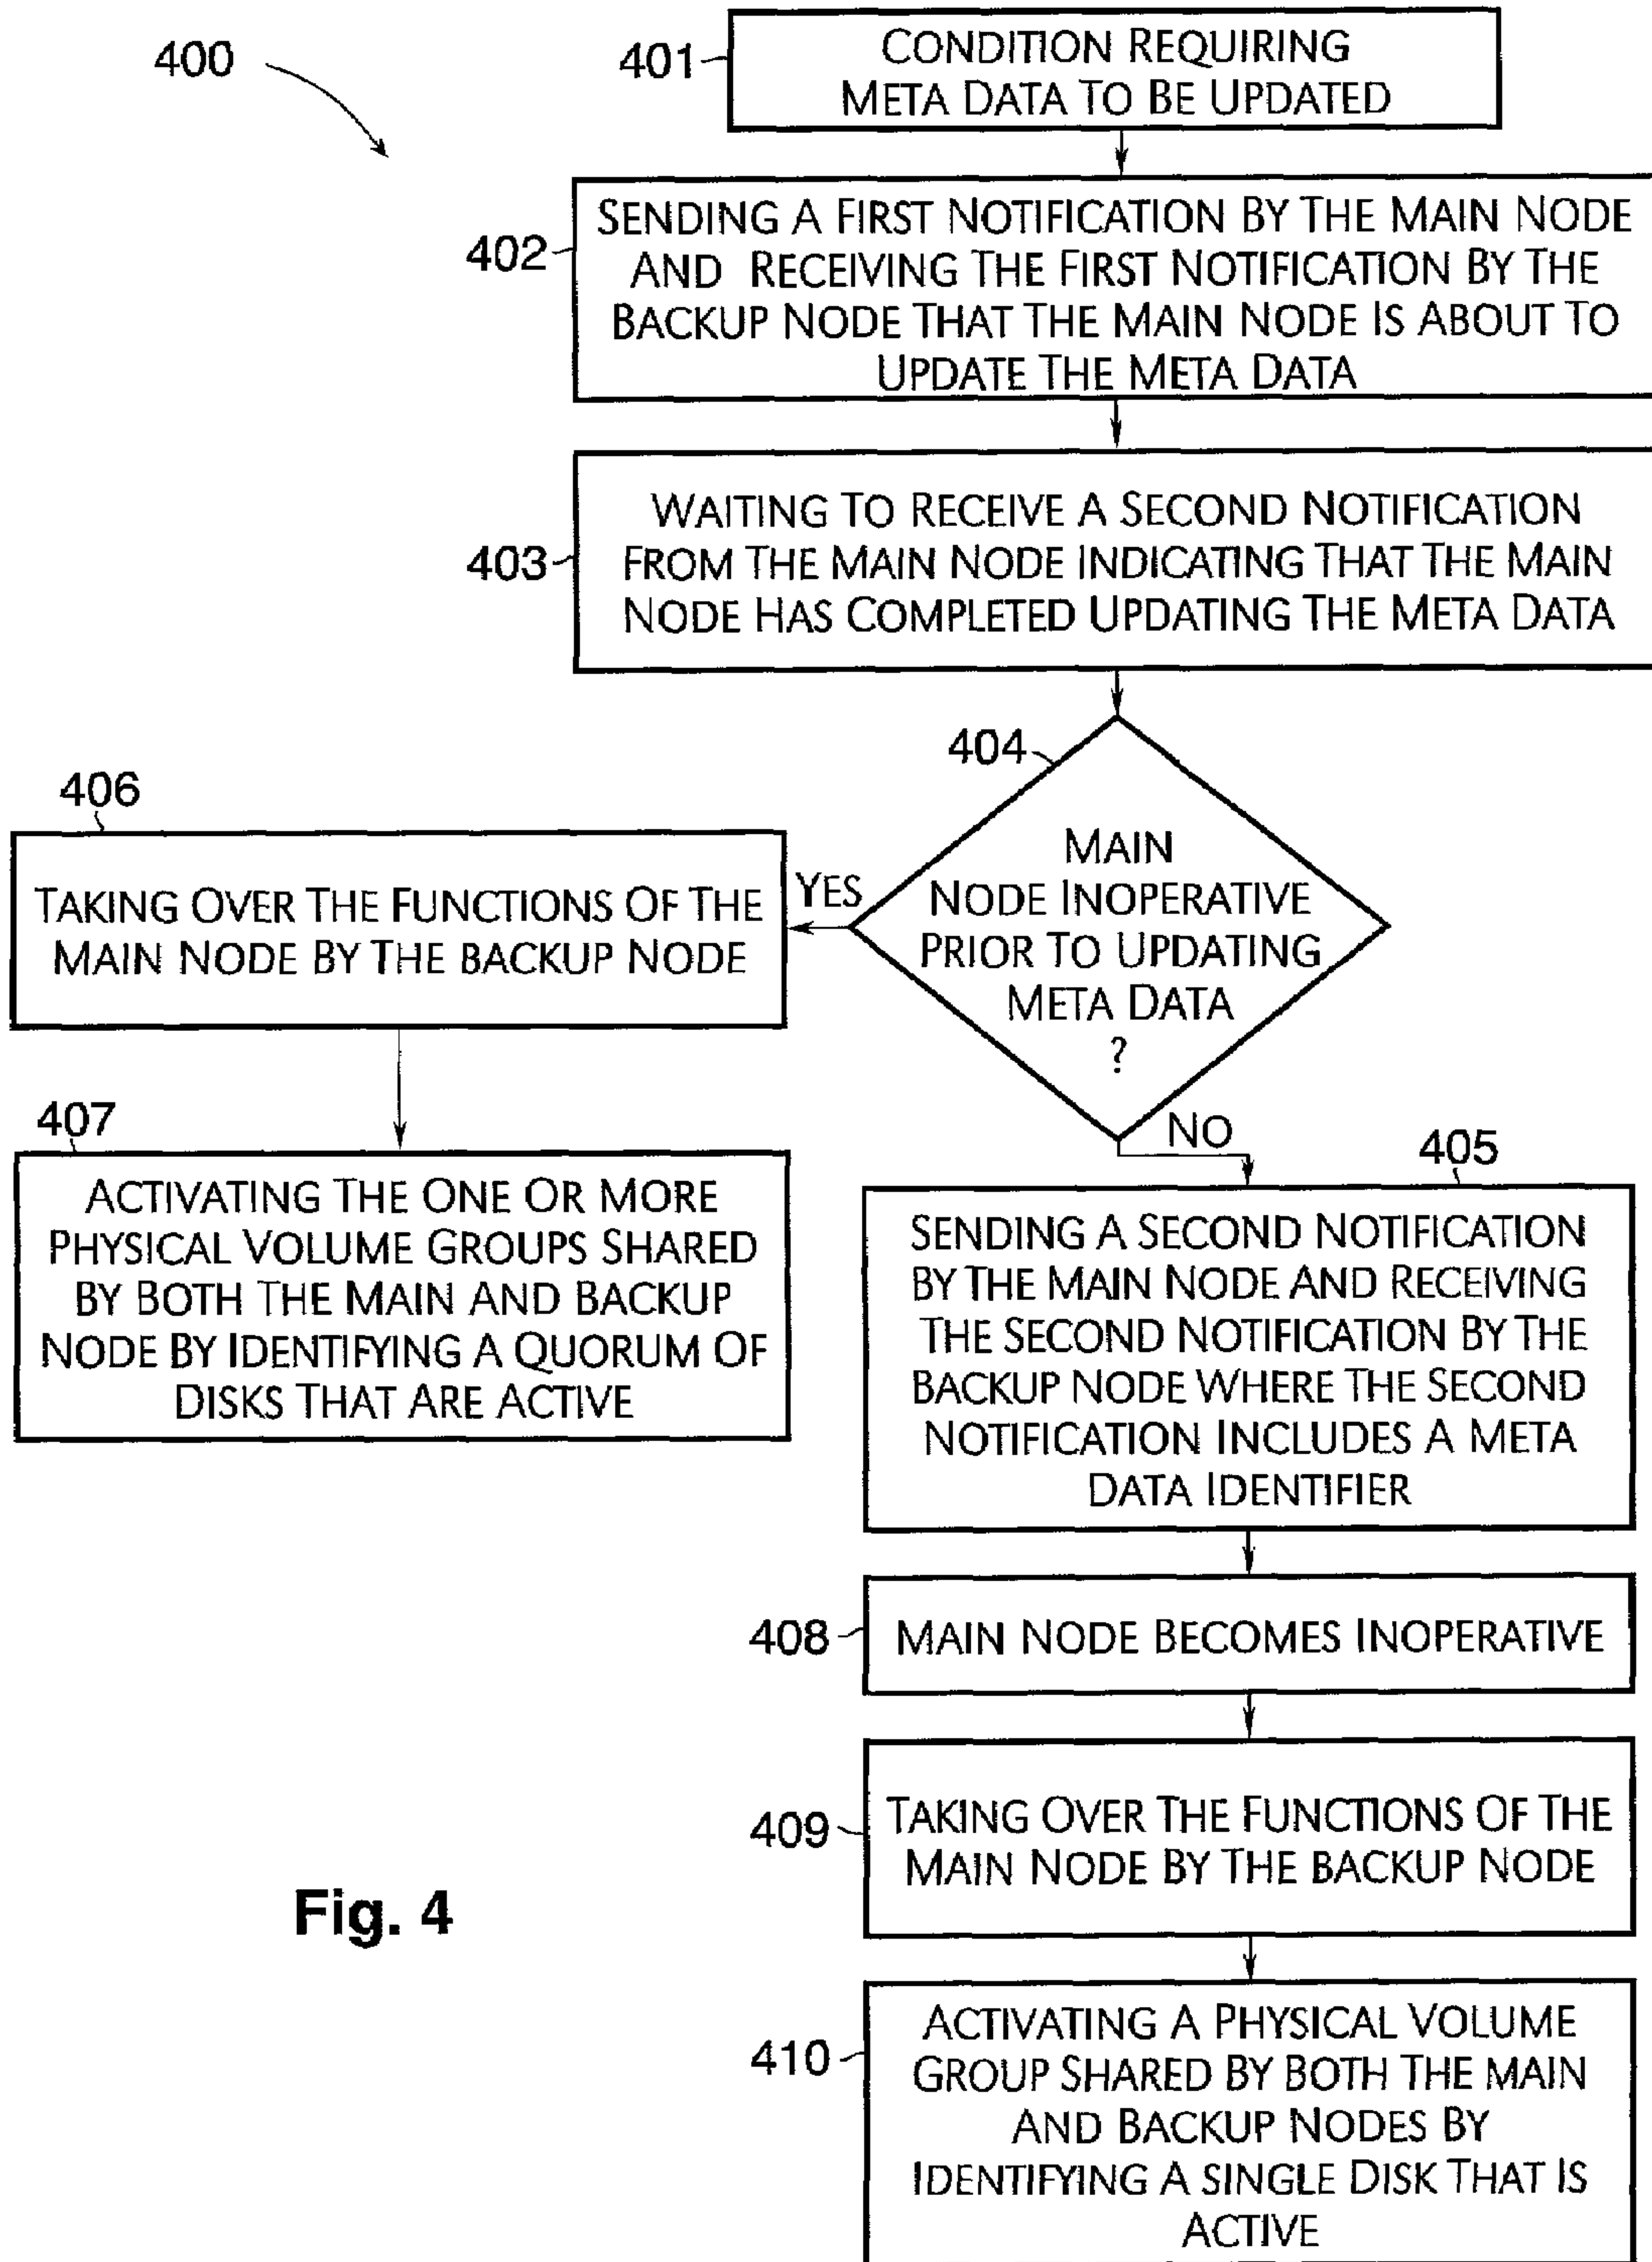 400
401
CONDITION REQUIRING
META DATA TO BE UPDATED
402
SENDING A FIRST NOTIFICATION BY THE MAIN NODE
AND RECEIVING THE FIRST NOTIFICATION BY THE
BACKUP NODE THAT THE MAIN NODE IS ABOUT TO
UPDATE THE META DATA
403
WAITING TO RECEIVE A SECOND NOTIFICATION
FROM THE MAIN NODE INDICATING THAT THE MAIN
NODE HAS COMPLETED UPDATING THE META DATA
404
MAIN
NODE INOPERATIVE
PRIOR TO UPDATING
META DATA
?
YES
406
TAKING OVER THE FUNCTIONS OF THE
MAIN NODE BY THE BACKUP NODE
407
ACTIVATING THE ONE OR MORE
PHYSICAL VOLUME GROUPS SHARED
BY BOTH THE MAIN AND BACKUP
NODE BY IDENTIFYING A QUORUM OF
DISKS THAT ARE ACTIVE
NO
405
SENDING A SECOND NOTIFICATION
BY THE MAIN NODE AND RECEIVING
THE SECOND NOTIFICATION BY THE
BACKUP NODE WHERE THE SECOND
NOTIFICATION INCLUDES A META
DATA IDENTIFIER
408
MAIN NODE BECOMES INOPERATIVE
409
TAKING OVER THE FUNCTIONS OF THE
MAIN NODE BY THE BACKUP NODE
410
ACTIVATING A PHYSICAL VOLUME
GROUP SHARED BY BOTH THE MAIN
AND BACKUP NODES BY
IDENTIFYING A SINGLE DISK THAT IS
ACTIVE
Fig. 4